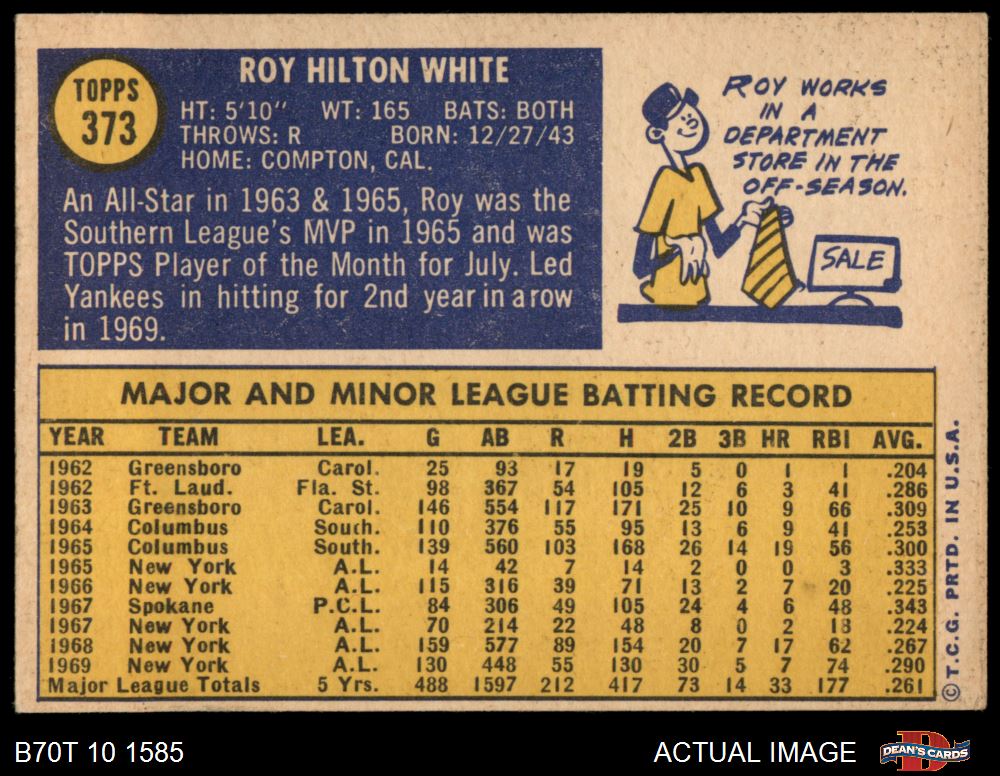 TOPPS
373
ROY HILTON WHITE
HT: 5'10" WT: 165 BATS: BOTH
THROWS: R BORN: 12/27/43
HOME: COMPTON, CAL.
An All-Star in 1963 & 1965, Roy was the
Southern League's MVP in 1965 and was
TOPPS Player of the Month for July. Led
Yankees in hitting for 2nd year in a row
in 1969.
ROY WORKS
IN A
DEPARTMENT
STORE IN THE
OFF-SEASON.
SALE
MAJOR AND MINOR LEAGUE BATTING RECORD
YEAR TEAM LEA. G AB R H 2B 3B HR RBI AVG.
1962 Greensboro Carol. 25 93 17 19 5 0 1 1 .204
1962 Ft. Laud. Fla. St. 98 367 54 105 12 6 3 41 .286
1963 Greensboro Carol. 146 554 117 171 25 10 9 66 .309
1964 Columbus South. 110 376 55 95 13 6 9 41 .253
1965 Columbus South. 139 560 103 168 26 14 19 56 .300
1965 New York A.L. 14 42 7 14 2 0 0 3 .333
1966 New York A.L. 115 316 39 71 13 2 7 20 .225
1967 Spokane P.C.L. 84 306 49 105 24 4 6 48 .343
1967 New York A.L. 70 214 22 48 8 0 2 18 .224
1968 New York A.L. 159 577 89 154 20 7 17 62 .267
1969 New York A.L. 130 448 55 130 30 5 7 74 .290
Major League Totals 5 Yrs. 488 1597 212 417 73 14 33 177 .261
© T.C.G. PRTD. IN U.S.A.
B70T 10 1585
ACTUAL IMAGE
DEAN'S CARDS